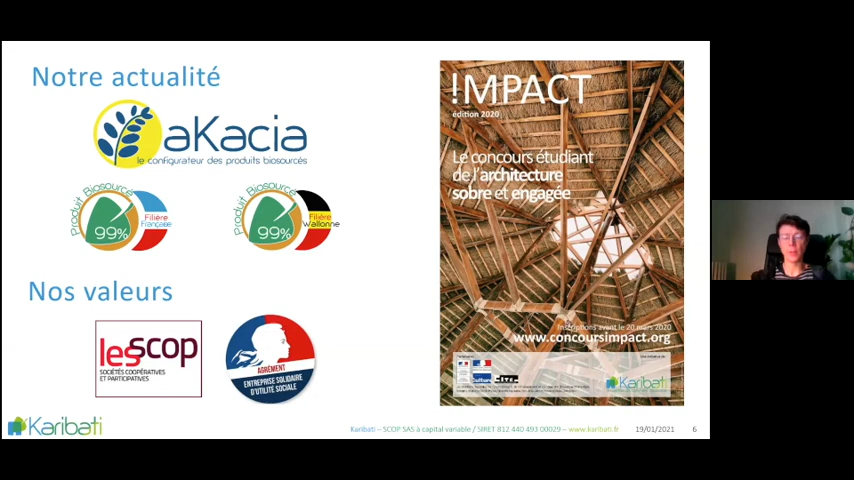 Notre actualité
aKacia
le configurateur des produits biosourcés
Produit Biosourcé
99%
Filière
Française
Produit Biosourcé
99%
Filière
Wallonne
Nos valeurs
lesscop
SOCIÉTÉS COOPÉRATIVES
ET PARTICIPATIVES
AGRÉMENT
ENTREPRISE SOLIDAIRE
D'UTILITÉ SOCIALE
!MPACT
édition 2020
Le concours étudiant
de l'architecture
sobre et engagée
Inscriptions avant le 20 mars 2020
www.concoursimpact.org
Culture
Karibati
Karibati
Karibati – SCOP SAS à capital variable / SIRET 812 440 493 00029 – www.karibati.fr
19/01/2021
6